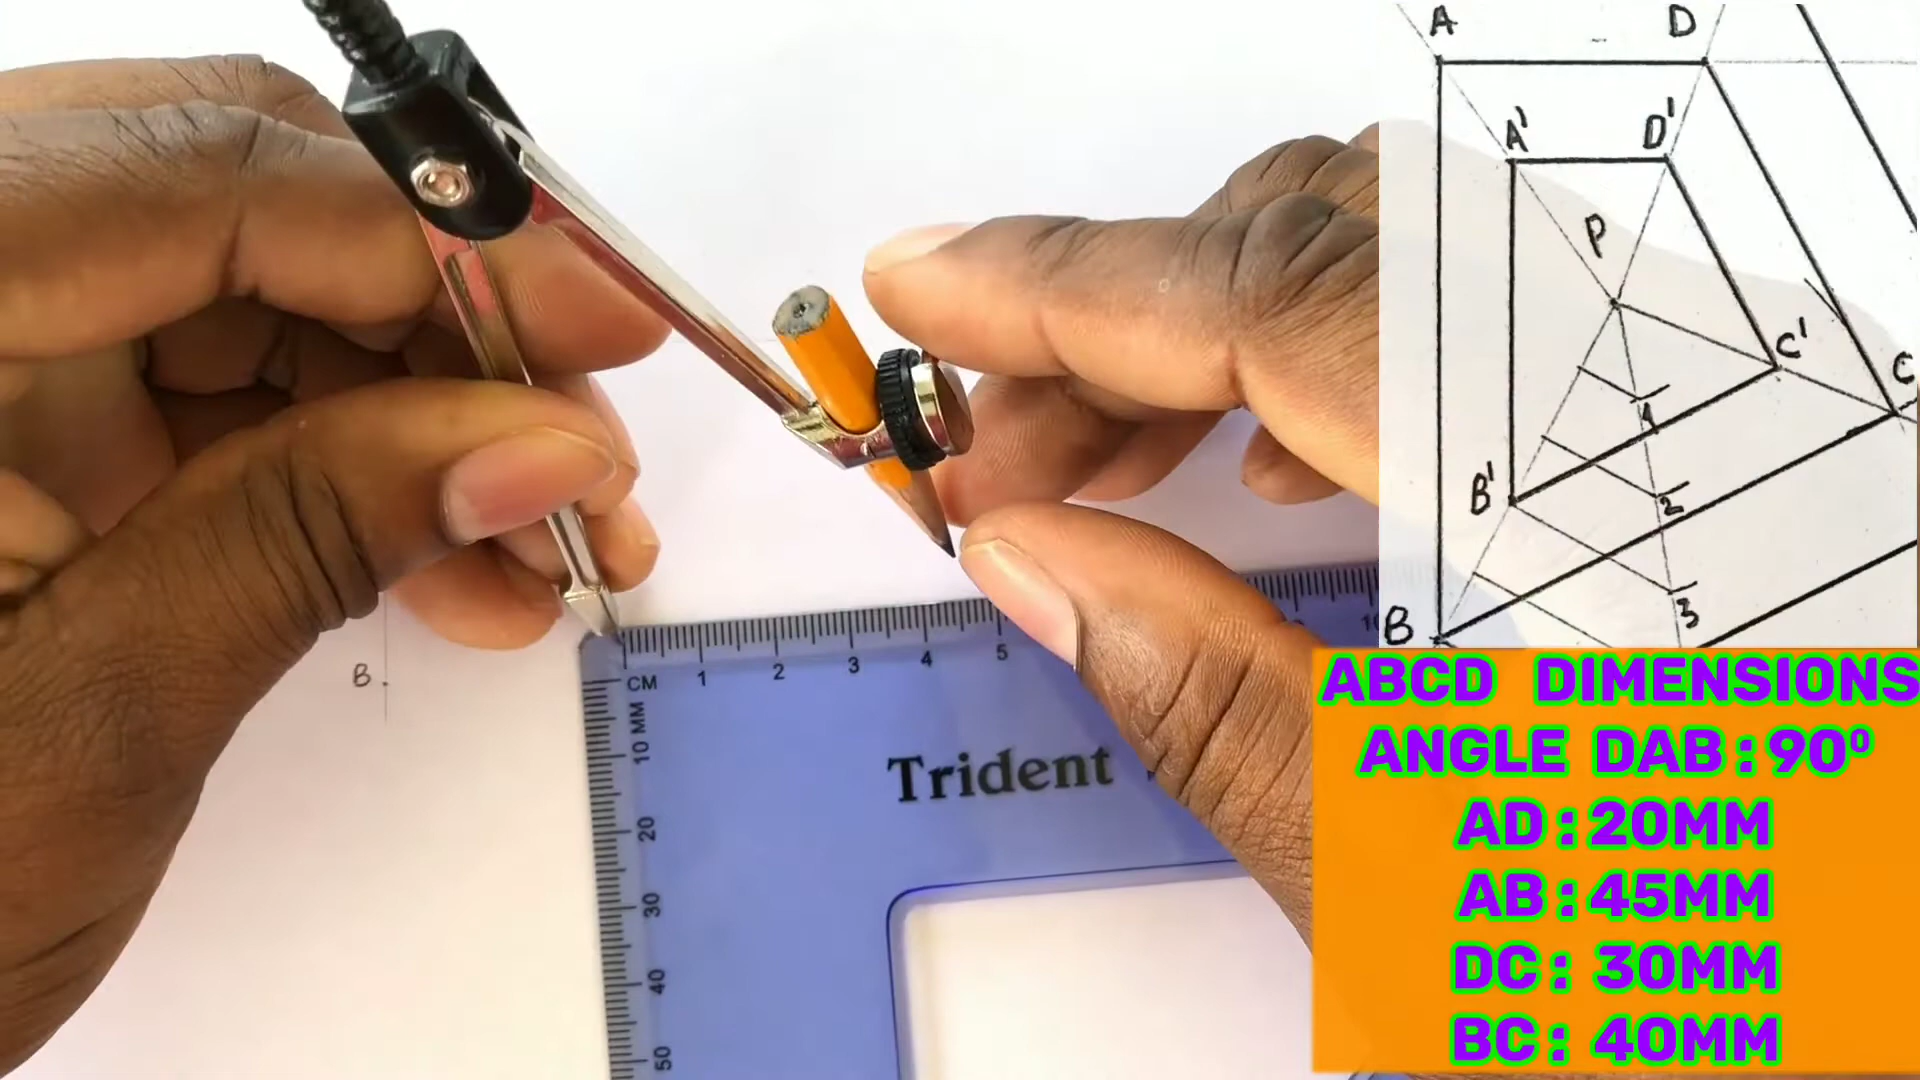 A
D
A'
D'
P
C'
C
1
B'
2
3
B
B.
1
2
3
4
5
CM
10 MM
20
30
40
50
Trident
ABCD DIMENSIONS
ANGLE DAB : 90⁰
AD : 20MM
AB : 45MM
DC : 30MM
BC : 40MM